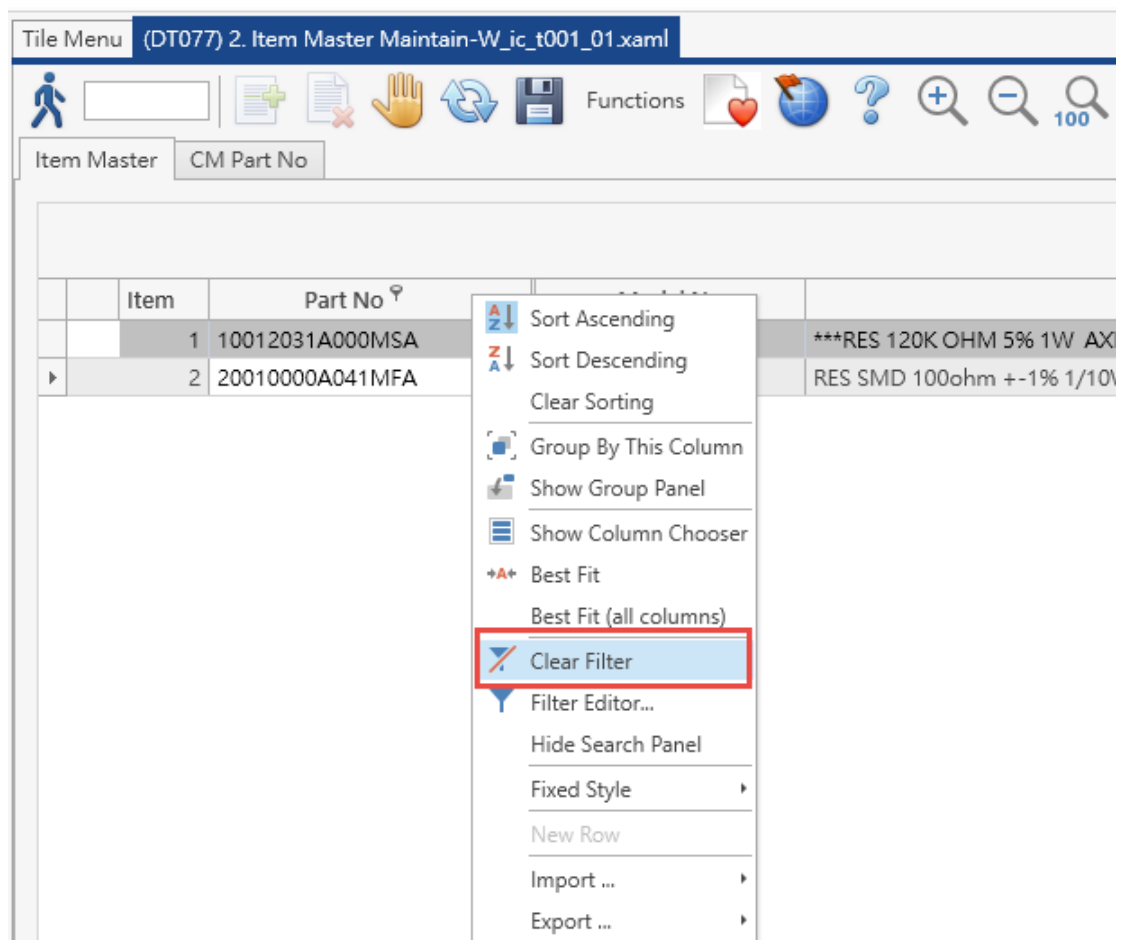 Tile Menu (DT077) 2. Item Master Maintain-W_ic_t001_01.xaml
Functions 100
Item Master CM Part No
Item Part No
1 10012031A000MSA ***RES 120K OHM 5% 1W AX
2 20010000A041MFA RES SMD 100ohm +-1% 1/10
Sort Ascending
Sort Descending
Clear Sorting
Group By This Column
Show Group Panel
Show Column Chooser
Best Fit
Best Fit (all columns)
Clear Filter
Filter Editor...
Hide Search Panel
Fixed Style
New Row
Import ...
Export ...